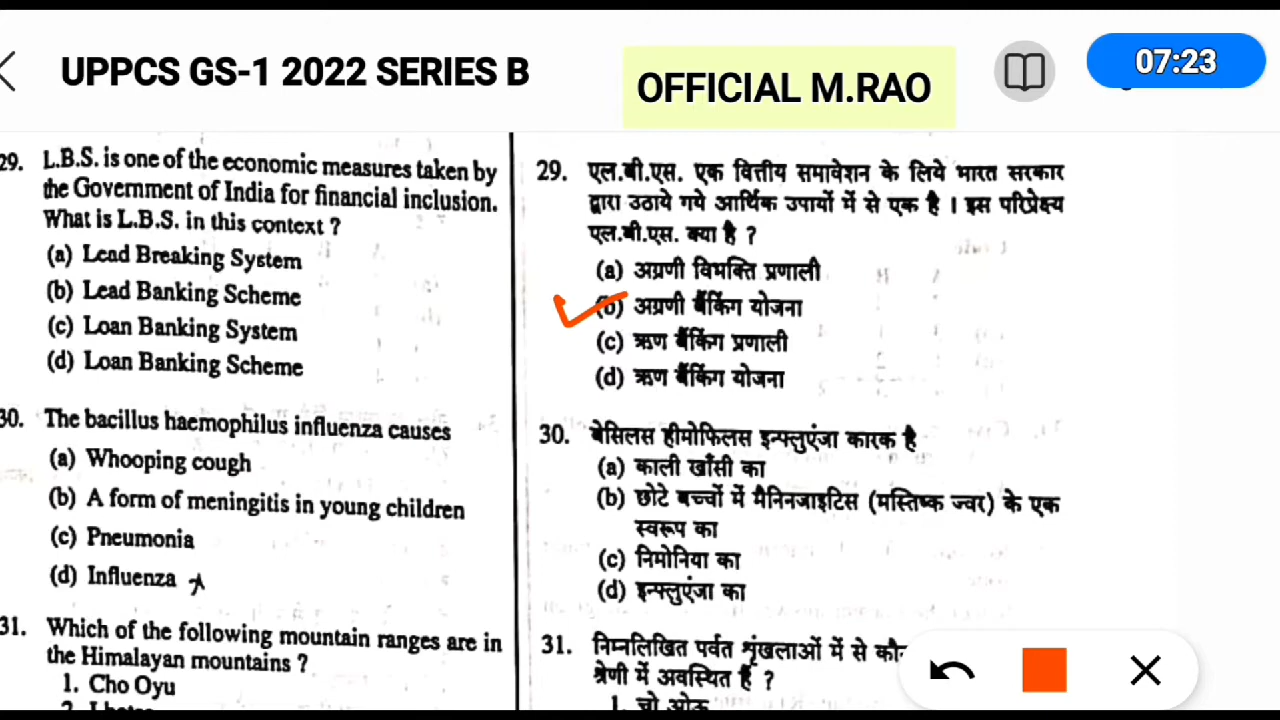 UPPCS GS-1 2022 SERIES B
OFFICIAL M.RAO
07:23
29. L.B.S. is one of the economic measures taken by
the Government of India for financial inclusion.
What is L.B.S. in this context ?
(a) Lead Breaking System
(b) Lead Banking Scheme
(c) Loan Banking System
(d) Loan Banking Scheme
30. The bacillus haemophilus influenza causes
(a) Whooping cough
(b) A form of meningitis in young children
(c) Pneumonia
(d) Influenza
31. Which of the following mountain ranges are in
the Himalayan mountains ?
1. Cho Oyu
29. एल.बी.एस. एक वित्तीय समावेशन के लिये भारत सरकार
द्वारा उठाये गये आर्थिक उपायों में से एक है । इस परिप्रेक्ष्य
एल.बी.एस. क्या है ?
(a) अग्रणी विभक्ति प्रणाली
(b) अग्रणी बैंकिंग योजना
(c) ऋण बैंकिंग प्रणाली
(d) ऋण बैंकिंग योजना
30. बेसिलस हीमोफिलस इन्फ्लुएंजा कारक है
(a) काली खाँसी का
(b) छोटे बच्चों में मैनिनजाइटिस (मस्तिष्क ज्वर) के एक
स्वरूप का
(c) निमोनिया का
(d) इन्फ्लुएंजा का
31. निम्नलिखित पर्वत शृंखलाओं में से
श्रेणी में अवस्थित हैं ?
1. चो ओऊ